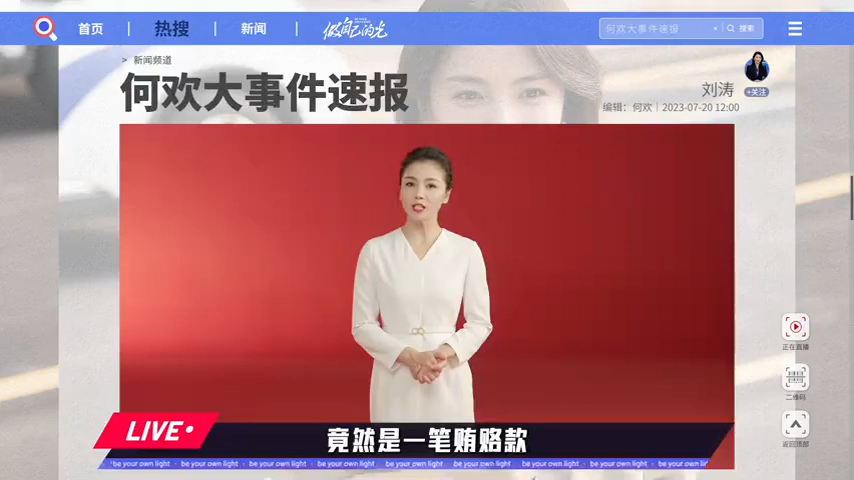 首页
热搜
新闻
做自己的光
何欢大事件速报 × 搜索
> 新闻频道
何欢大事件速报
刘涛
+关注
编辑：何欢 | 2023-07-20 12:00
正在直播
二维码
返回顶部
LIVE
竟然是一笔贿赂款
be your own light · be your own light · be your own light · be your own light · be your own light · be your own light · be your own light · be your own light · be your own light